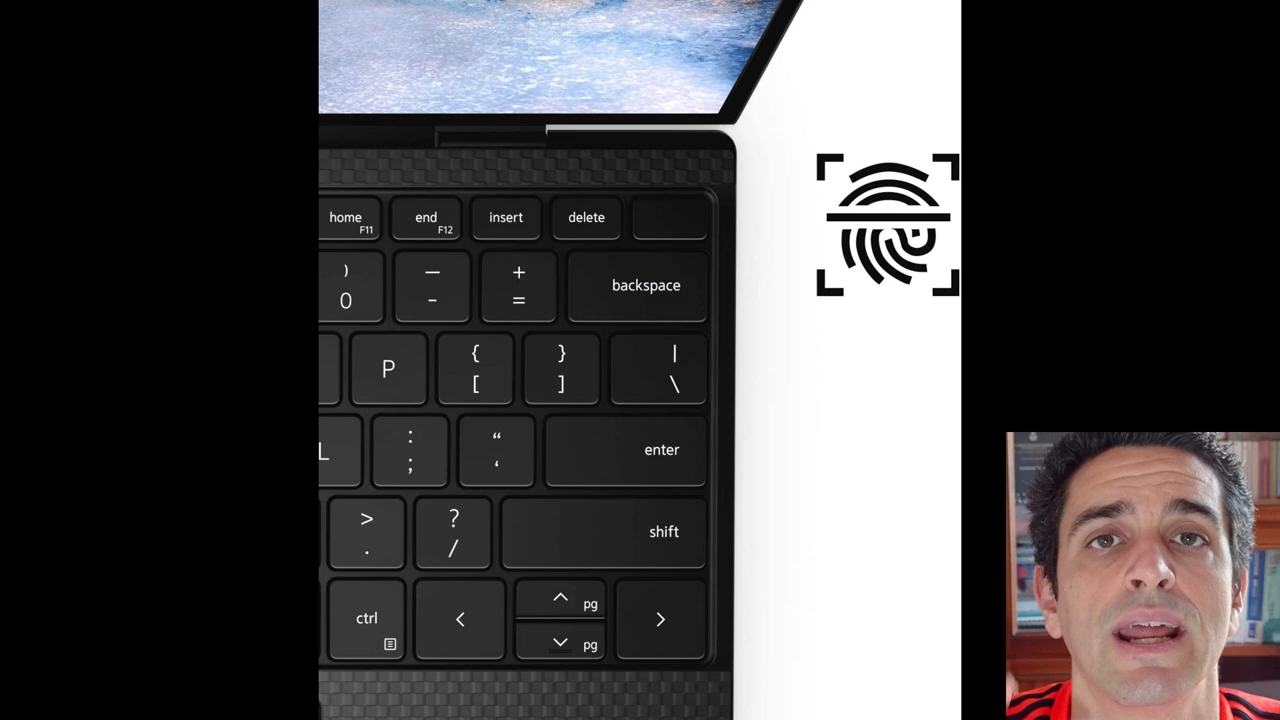 home F11 end F12 insert delete
) — +
0 - = backspace
{ } |
P [ ] \
: “
L ; ‘ enter
> ?
. / shift
ctrl < ^ pg >
pg